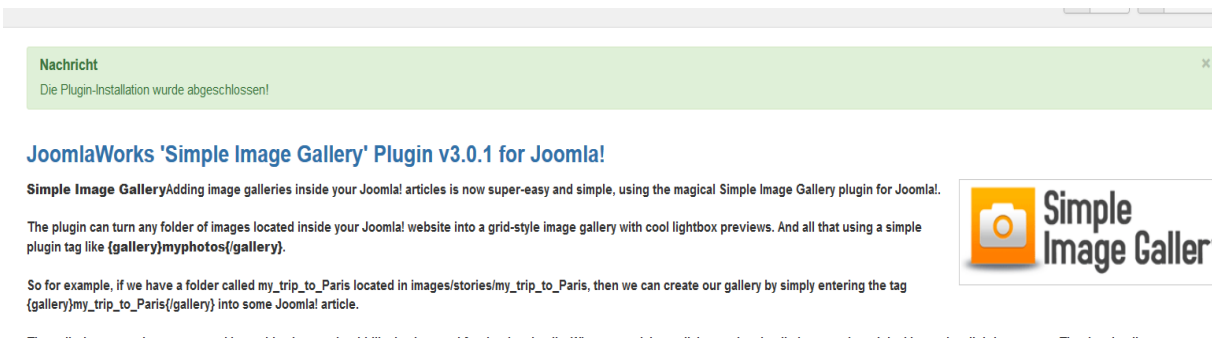 Nachricht
Die Plugin-Installation wurde abgeschlossen!
JoomlaWorks 'Simple Image Gallery' Plugin v3.0.1 for Joomla!
Simple Image GalleryAdding image galleries inside your Joomla! articles is now super-easy and simple, using the magical Simple Image Gallery plugin for Joomla!.
The plugin can turn any folder of images located inside your Joomla! website into a grid-style image gallery with cool lightbox previews. And all that using a simple
plugin tag like {gallery}myphotos{/gallery}.
So for example, if we have a folder called my_trip_to_Paris located in images/stories/my_trip_to_Paris, then we can create our gallery by simply entering the tag
{gallery}my_trip_to_Paris{/gallery} into some Joomla! article.
Simple
Image Galler